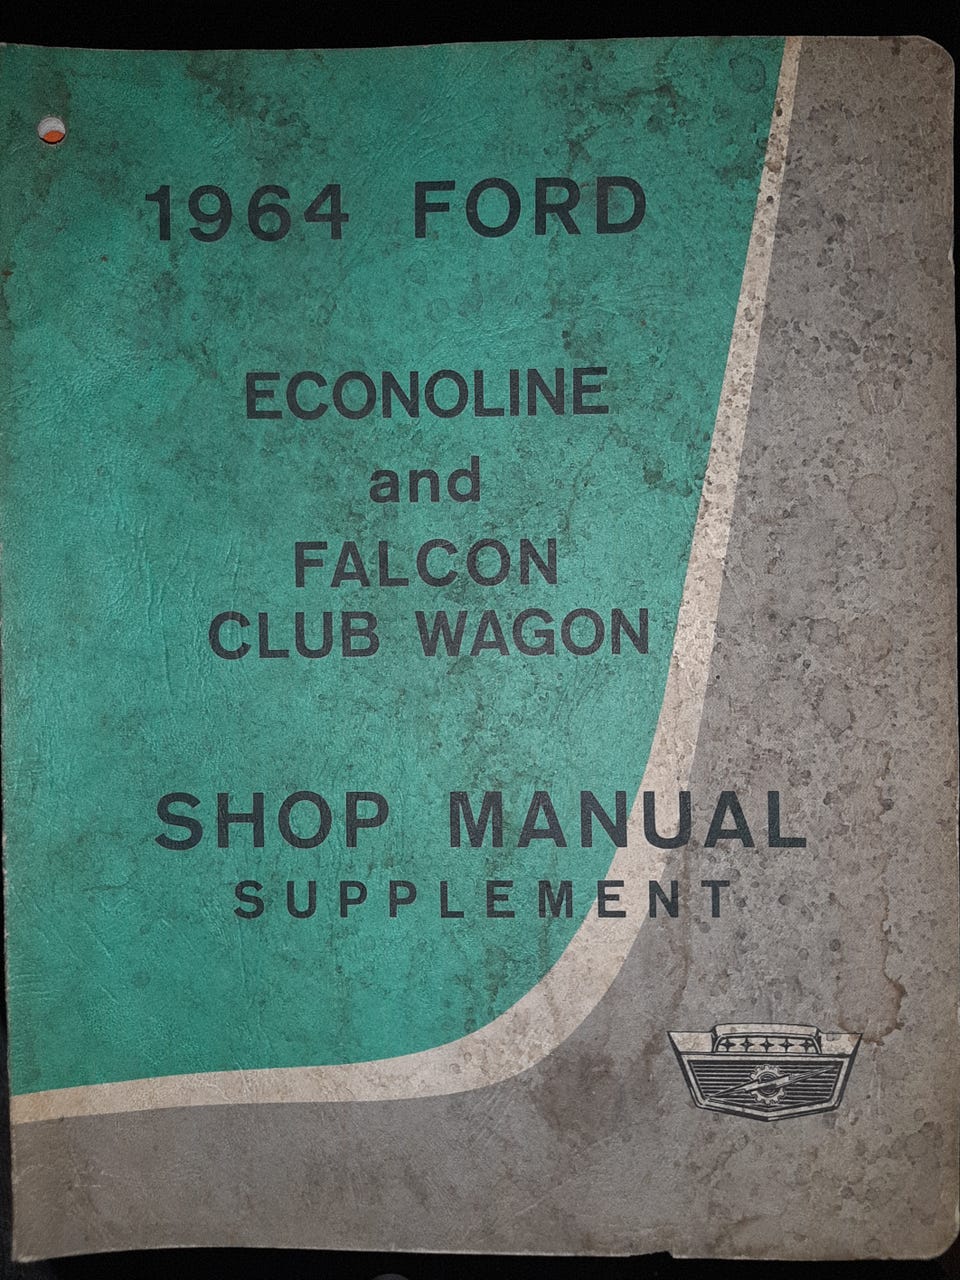 1964 FORD
ECONOLINE
and
FALCON
CLUB WAGON
SHOP MANUAL
SUPPLEMENT